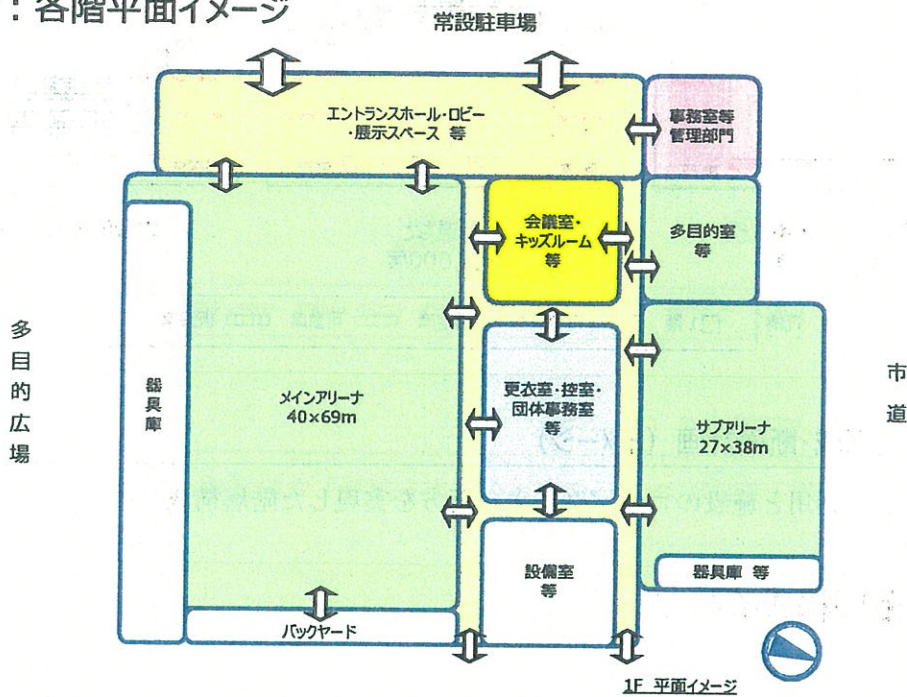 ：各階平面イメージ
常設駐車場
エントランスホール・ロビー
・展示スペース 等
事務室等
管理部門
会議室・
キッズルーム
等
多目的室
等
多目的広場
器具庫
メインアリーナ
40×69m
更衣室・控室・
団体事務室
等
サブアリーナ
27×38m
市道
設備室
等
器具庫 等
バックヤード
1F 平面イメージ